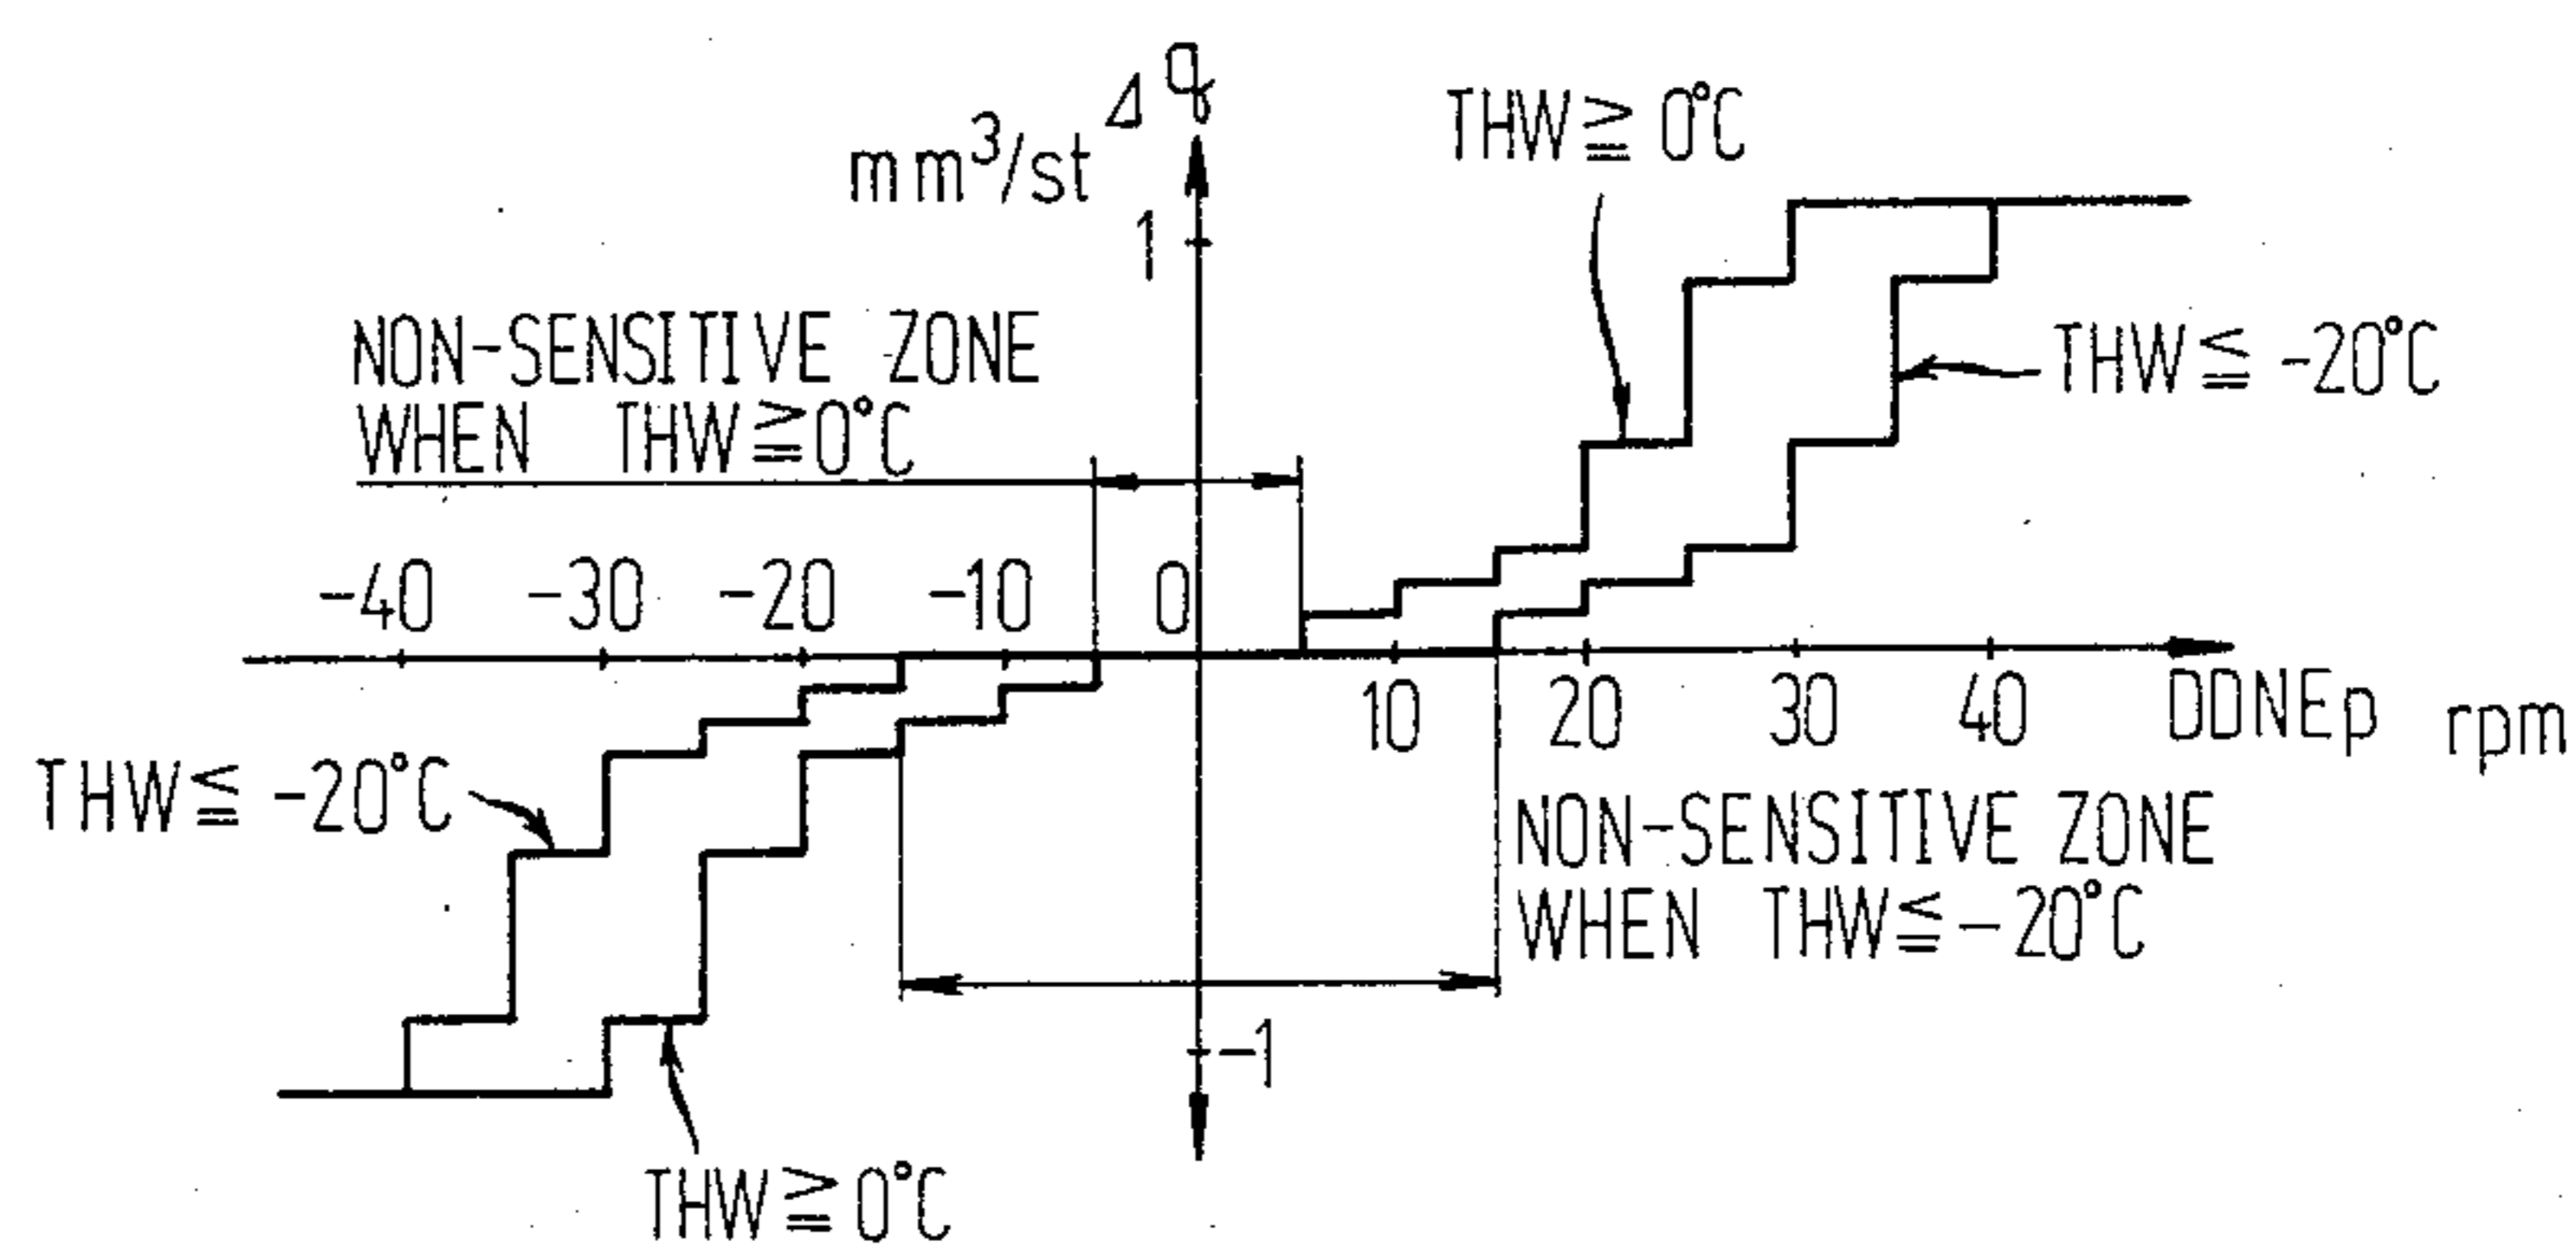 Δq
mm³/st
1
THW ≧ 0°C
NON-SENSITIVE ZONE
WHEN THW ≧ 0°C
THW ≦ -20°C
-40 -30 -20 -10 0
10 20 30 40 DDNEp rpm
THW ≦ -20°C
NON-SENSITIVE ZONE
WHEN THW ≦ -20°C
-1
THW ≧ 0°C